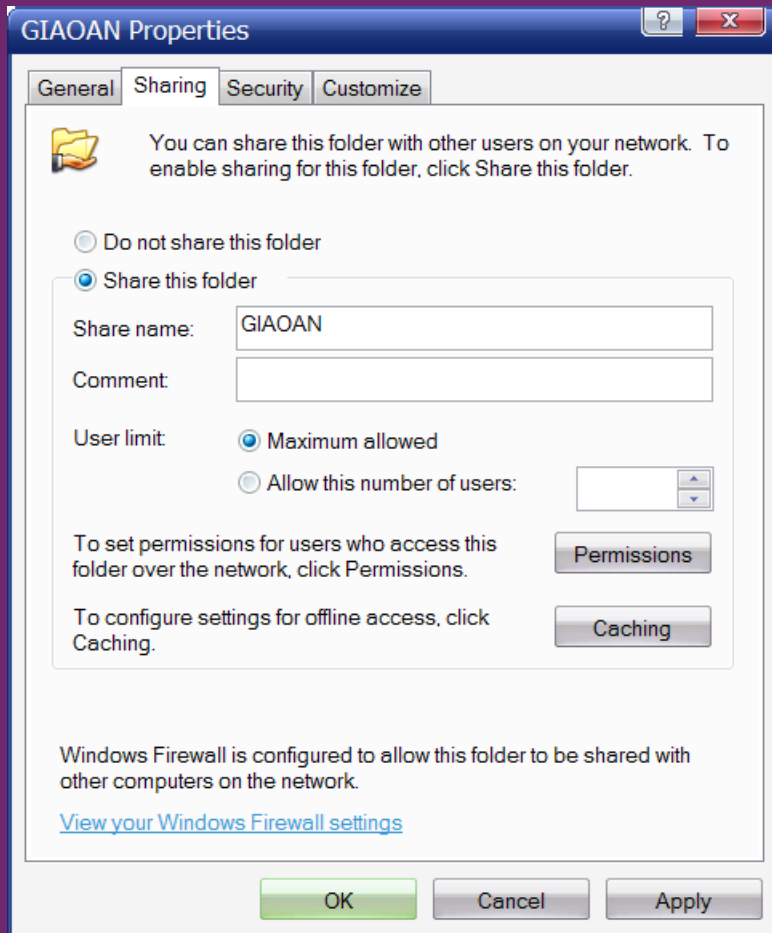 GIAOAN Properties
General Sharing Security Customize
You can share this folder with other users on your network. To
enable sharing for this folder, click Share this folder.
Do not share this folder
Share this folder
Share name: GIAOAN
Comment:
User limit: Maximum allowed
Allow this number of users:
To set permissions for users who access this
folder over the network, click Permissions.
Permissions
To configure settings for offline access, click
Caching.
Caching
Windows Firewall is configured to allow this folder to be shared with
other computers on the network.
View your Windows Firewall settings
OK Cancel Apply